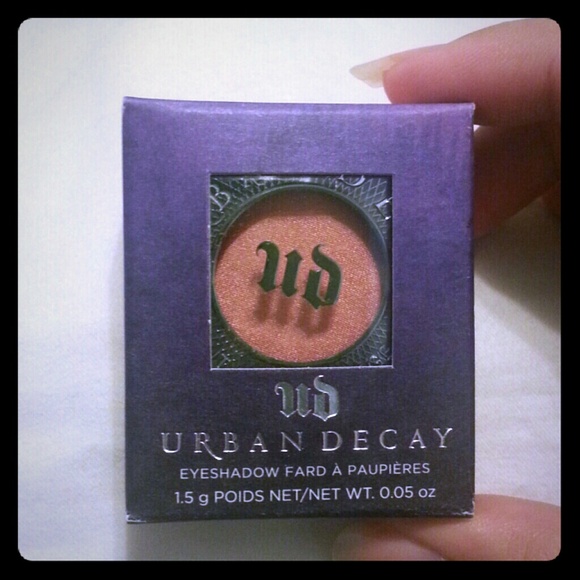 ud
ud
URBAN DECAY
EYESHADOW FARD À PAUPIÈRES
1.5 g POIDS NET/NET WT. 0.05 oz